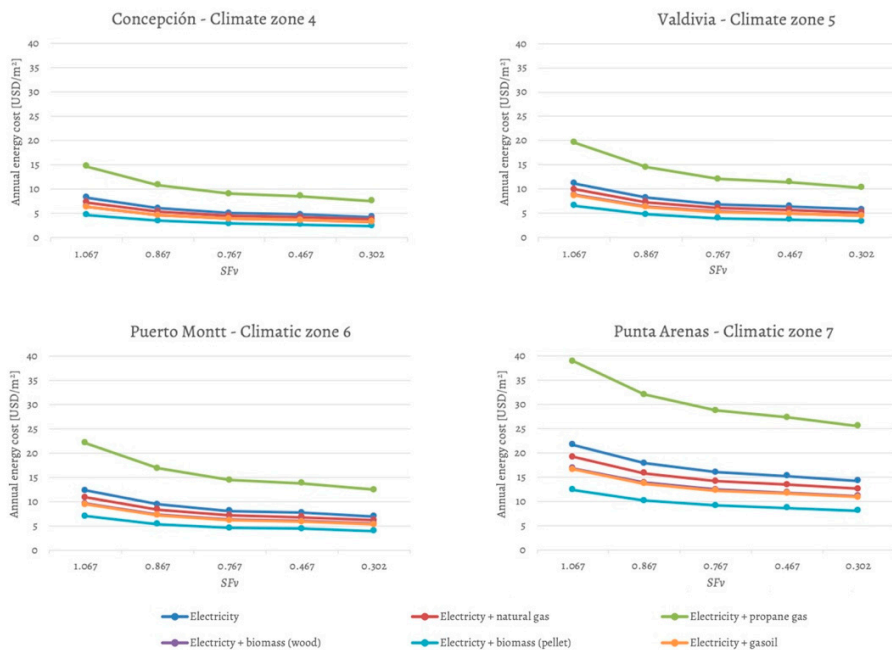 Concepción - Climate zone 4
Annual energy cost [USD/m²]
40
35
30
25
20
15
10
5
0
1.067 0.867 0.767 0.467 0.302
SFv
Valdivia - Climate zone 5
Annual energy cost [USD/m²]
40
35
30
25
20
15
10
5
0
1.067 0.867 0.767 0.467 0.302
SFv
Puerto Montt - Climatic zone 6
Annual energy cost [USD/m²]
40
35
30
25
20
15
10
5
0
1.067 0.867 0.767 0.467 0.302
SFv
Punta Arenas - Climatic zone 7
Annual energy cost [USD/m²]
40
35
30
25
20
15
10
5
0
1.067 0.867 0.767 0.467 0.302
SFv
Electricity
Electricty + natural gas
Electricity + propane gas
Electricty + biomass (wood)
Electricty + biomass (pellet)
Electricity + gasoil